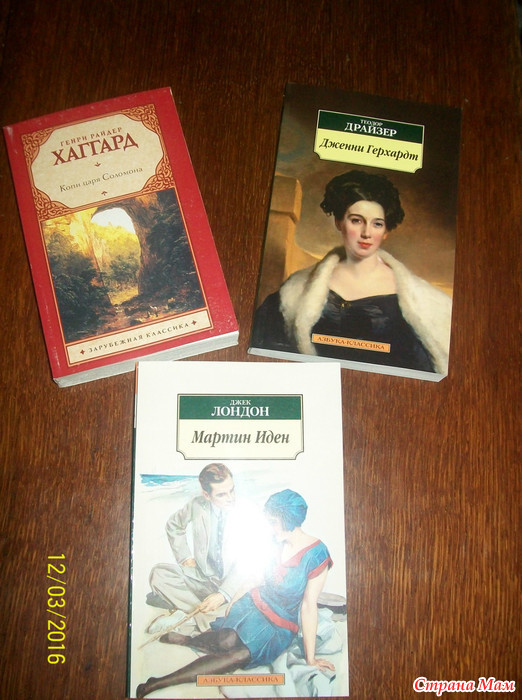 ГЕНРИ РАЙДЕР
ХАГГАРД
Копи царя Соломона
ЗАРУБЕЖНАЯ КЛАССИКА
ТЕОДОР
ДРАЙЗЕР
Дженни Герхардт
АЗБУКА-КЛАССИКА
ДЖЕК
ЛОНДОН
Мартин Иден
АЗБУКА-КЛАССИКА
12/03/2016
Страна Мам